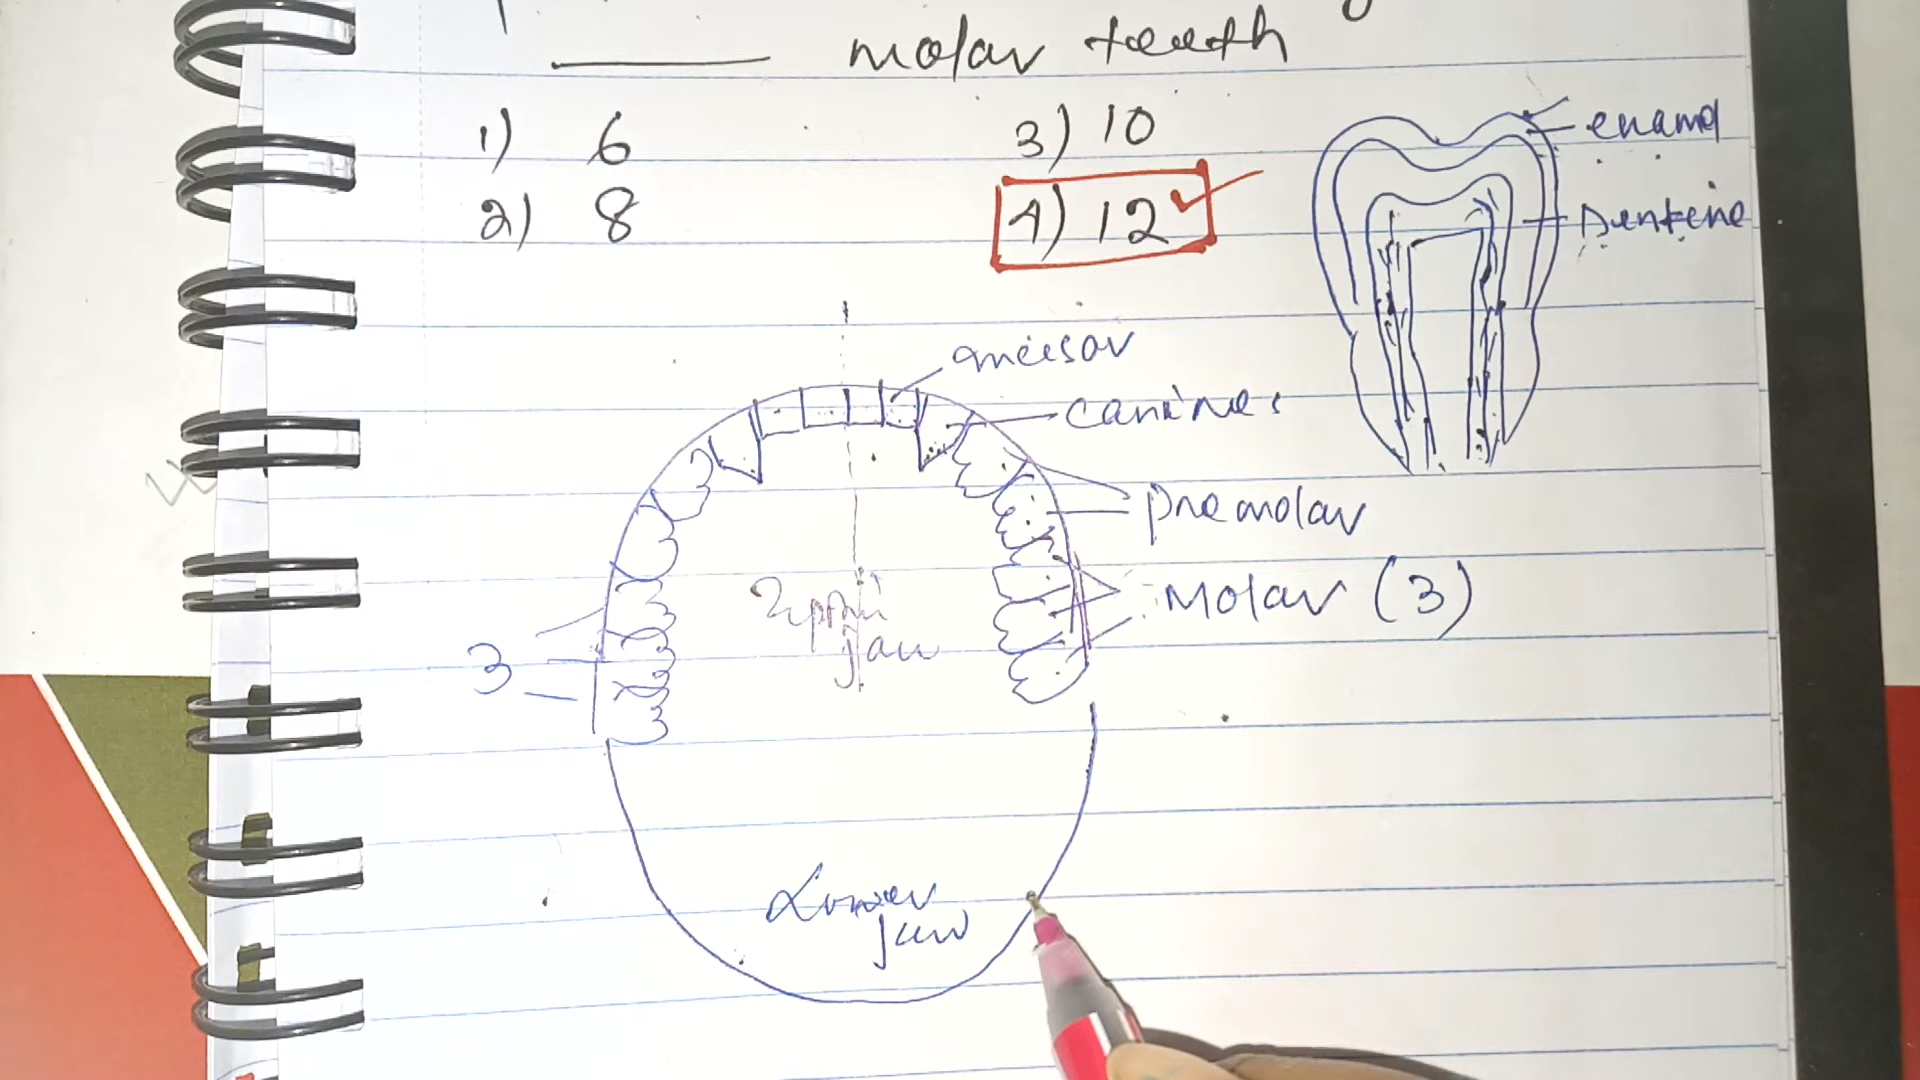 molar teeth
1) 6
3) 10
2) 8
4) 12
enamel
Dentine
incisor
canines
premolar
Molar (3)
3
jaw
Lower
jaw